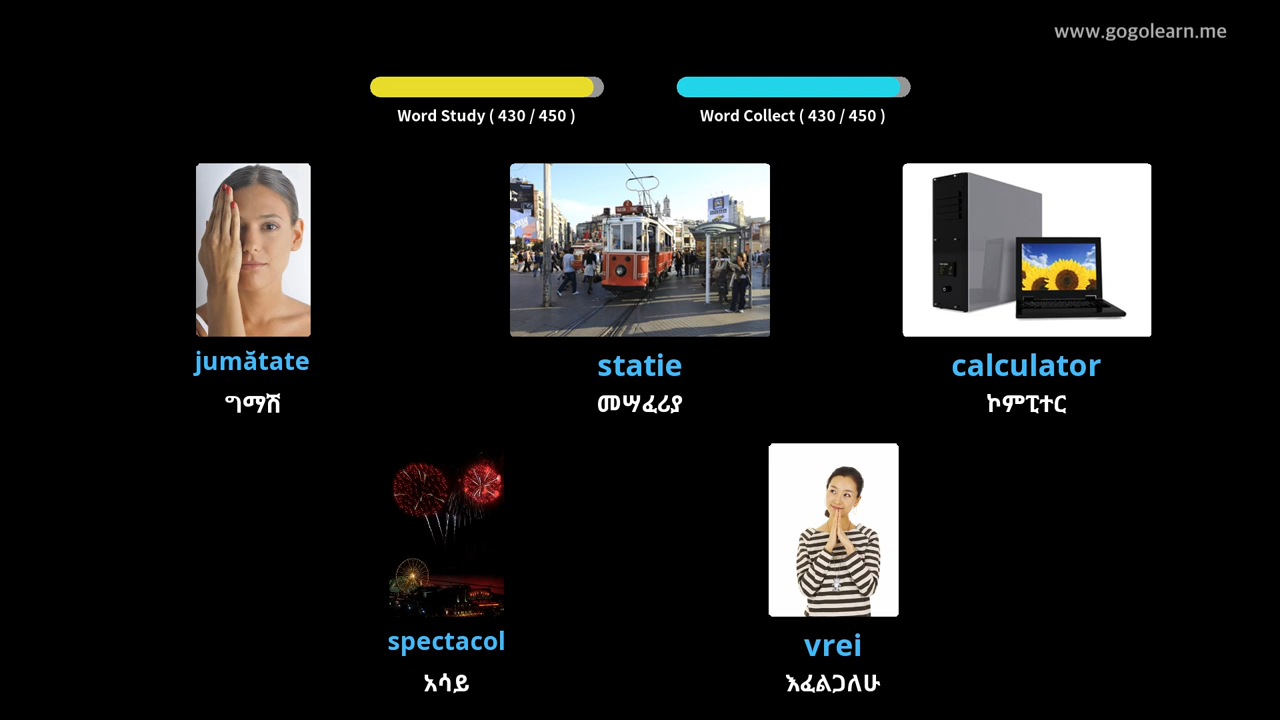 www.gogolearn.me
Word Study ( 430 / 450 )
Word Collect ( 430 / 450 )
jumătate
statie
calculator
ግማሽ
መሣፈሪያ
ኮምፒተር
spectacol
vrei
አሳይ
እፈልጋለሁ